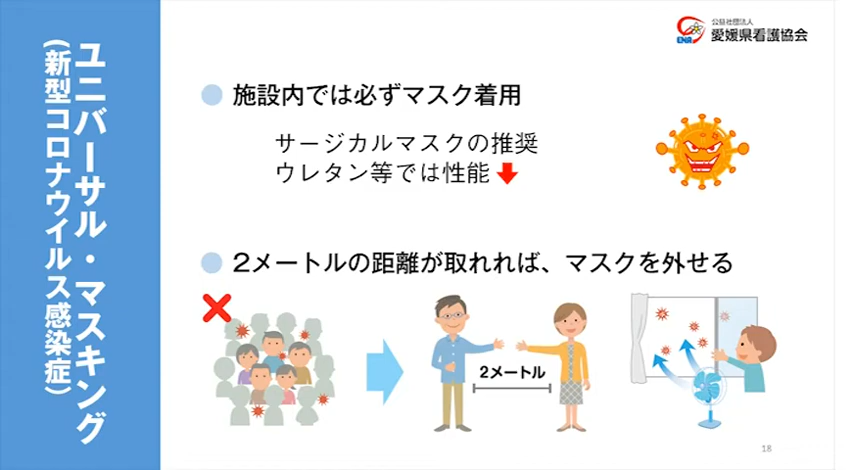 ユニバーサル・マスキング
(新型コロナウイルス感染症)
公益社団法人
ENA
愛媛県看護協会
施設内では必ずマスク着用
サージカルマスクの推奨
ウレタン等では性能
2メートルの距離が取れれば、マスクを外せる
2メートル
18